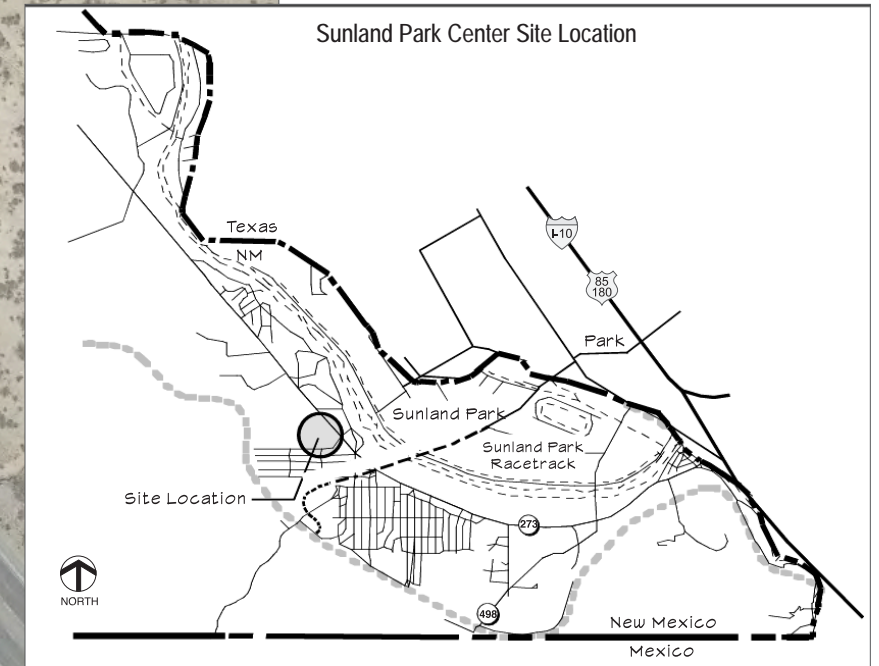 Sunland Park Center Site Location
Texas
NM
I-10
85
180
Park
Sunland Park
Sunland Park
Racetrack
Site Location
273
498
NORTH
New Mexico
Mexico